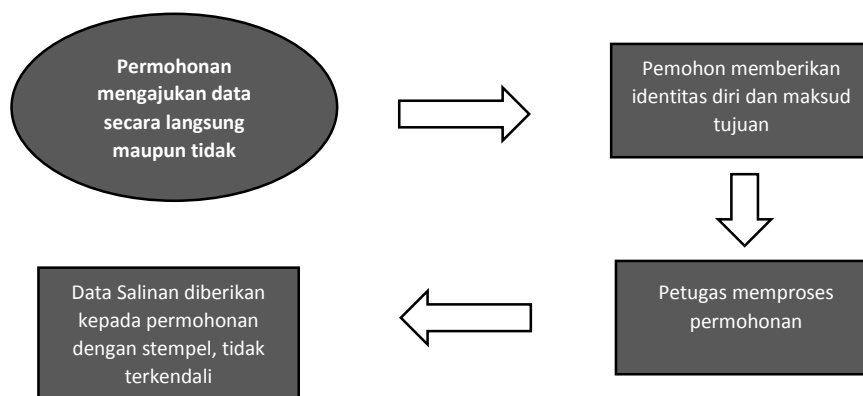 Permohonan
mengajukan data
secara langsung
maupun tidak
Pemohon memberikan
identitas diri dan maksud
tujuan
Petugas memproses
permohonan
Data Salinan diberikan
kepada permohonan
dengan stempel, tidak
terkendali